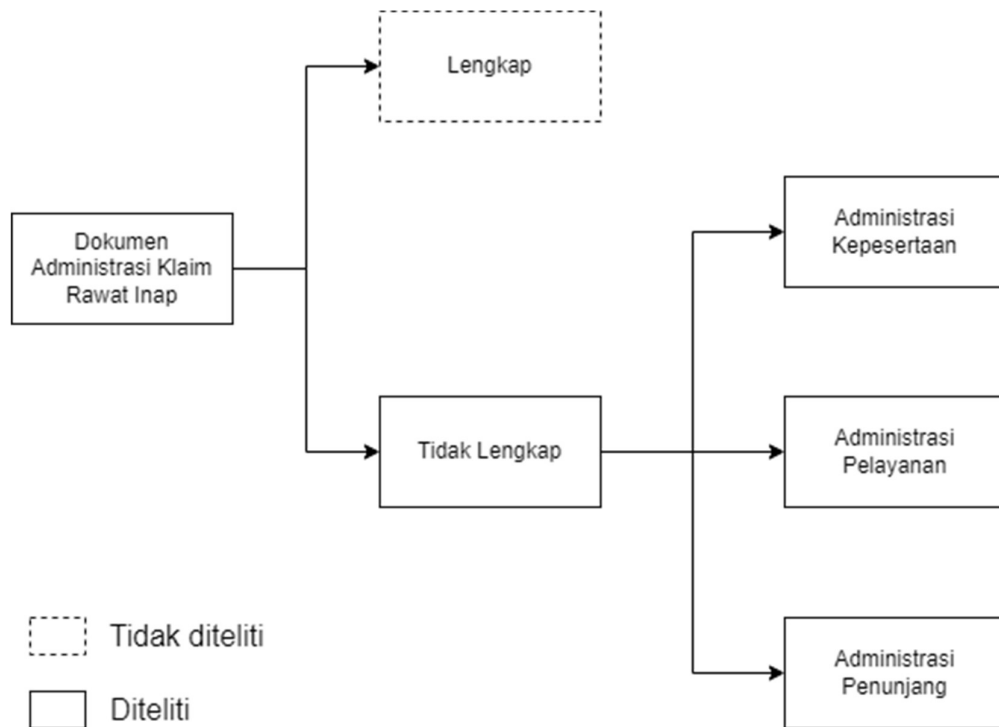 Lengkap
Dokumen
Administrasi Klaim
Rawat Inap
Administrasi
Kepesertaan
Tidak Lengkap
Administrasi
Pelayanan
Administrasi
Penunjang
Tidak diteliti
Diteliti